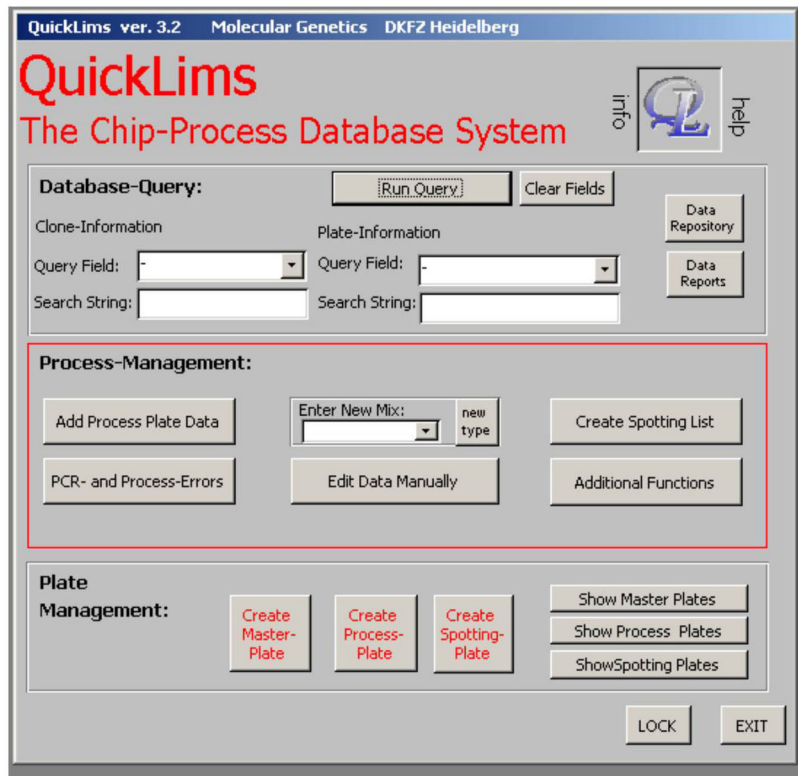 QuickLims ver. 3.2 Molecular Genetics DKFZ Heidelberg
QuickLims
The Chip-Process Database System
info
help
Database-Query:
Run Query
Clear Fields
Clone-Information
Plate-Information
Data
Repository
Query Field: -
Query Field: -
Data
Reports
Search String:
Search String:
Process-Management:
Add Process Plate Data
Enter New Mix:
new
type
Create Spotting List
PCR- and Process-Errors
Edit Data Manually
Additional Functions
Plate
Management:
Create
Master-
Plate
Create
Process-
Plate
Create
Spotting-
Plate
Show Master Plates
Show Process Plates
ShowSpotting Plates
LOCK
EXIT